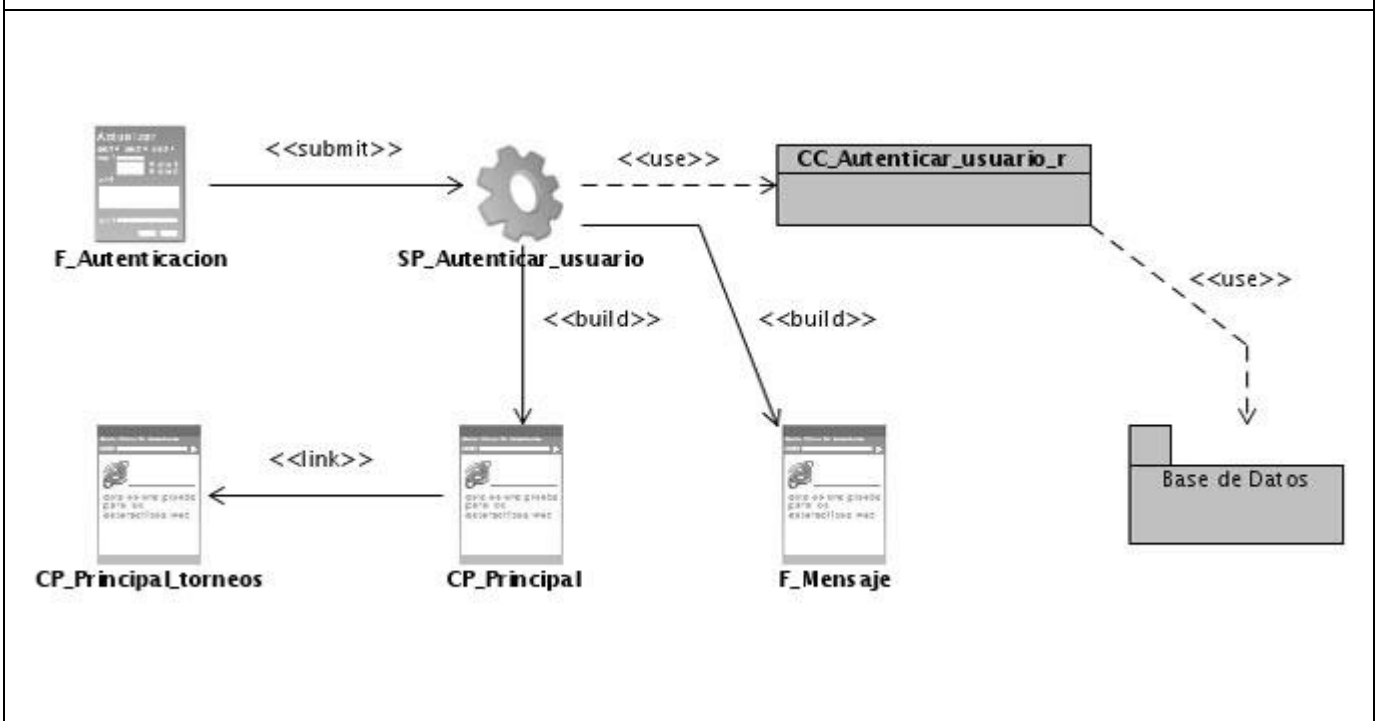 <<submit>>
<<use>>
CC_Autenticar_usuario_r
F_Autenticacion
SP_Autenticar_usuario
<<use>>
<<build>>
<<build>>
<<link>>
Base de Datos
CP_Principal_torneos
CP_Principal
F_Mensaje